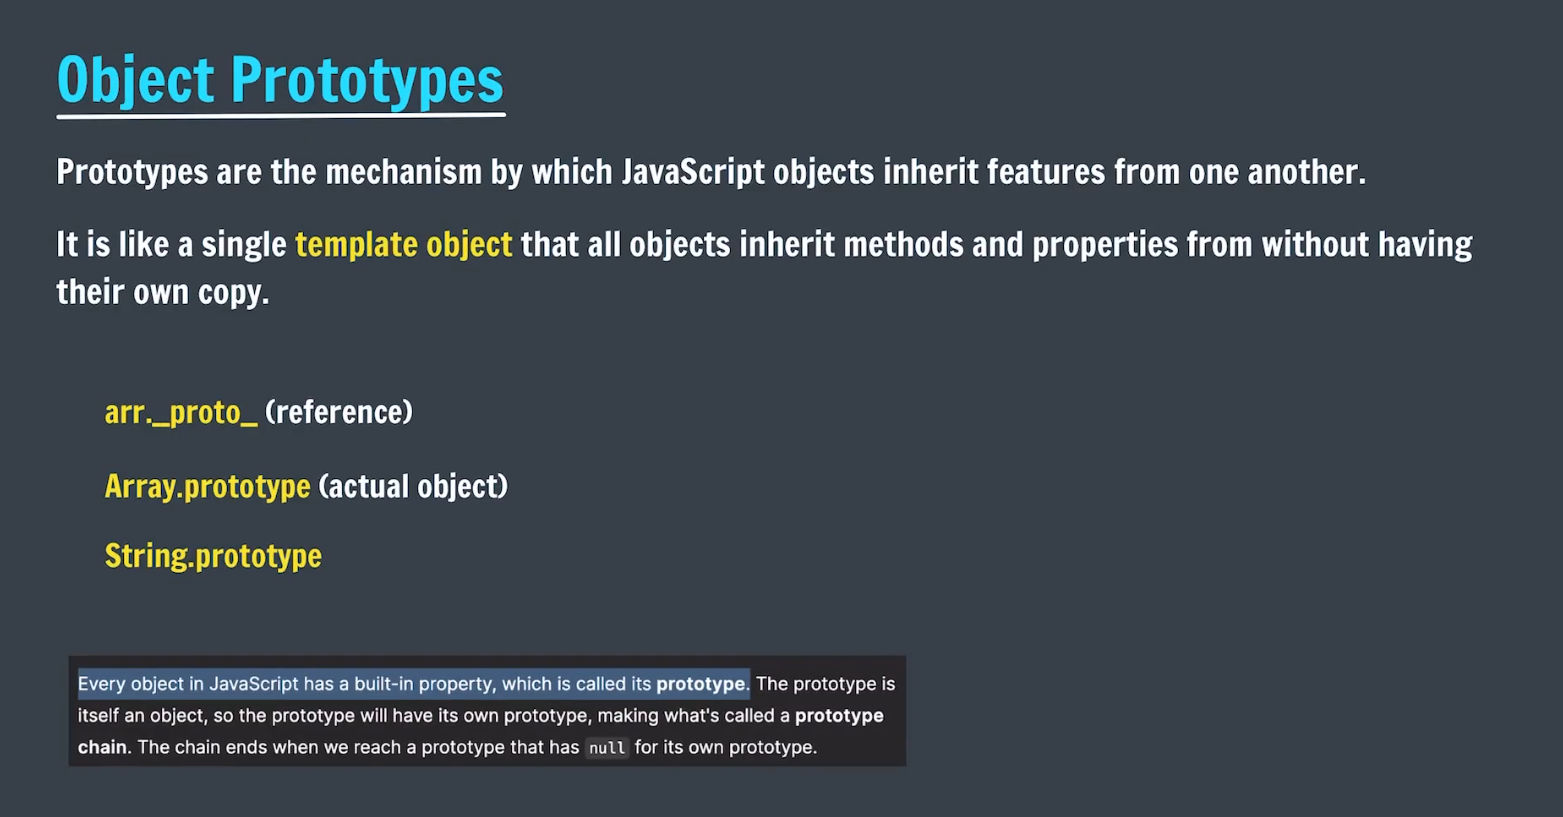 Object Prototypes
Prototypes are the mechanism by which JavaScript objects inherit features from one another.
It is like a single template object that all objects inherit methods and properties from without having
their own copy.
arr.__proto_ (reference)
Array.prototype (actual object)
String.prototype
Every object in JavaScript has a built-in property, which is called its prototype. The prototype is
itself an object, so the prototype will have its own prototype, making what's called a prototype
chain. The chain ends when we reach a prototype that has null for its own prototype.